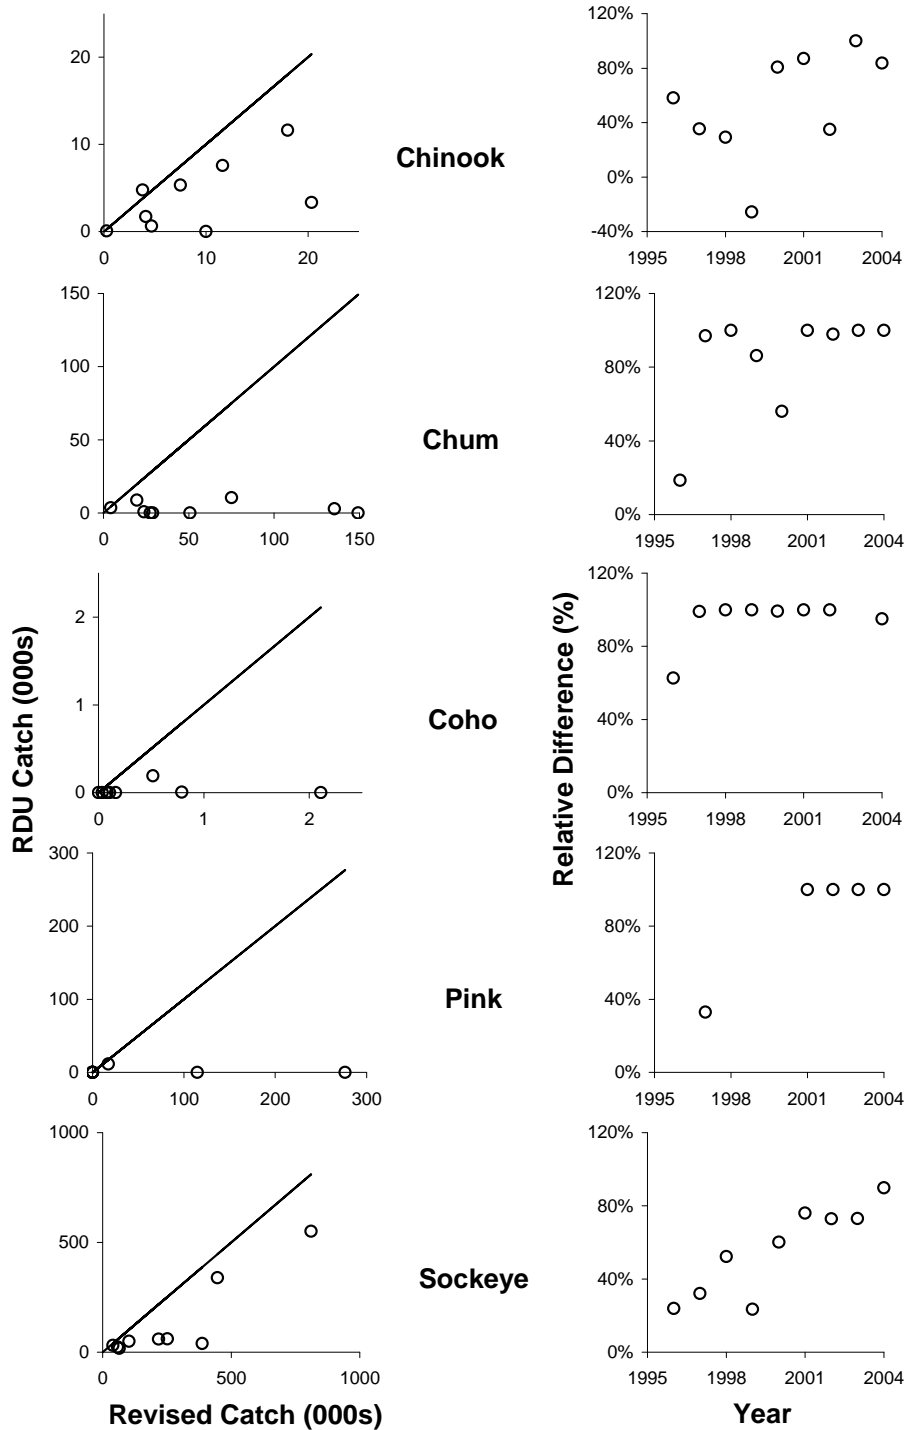 20
10
0
0 10 20
Chinook
120%
80%
40%
0%
-40%
1995 1998 2001 2004
150
100
50
0
0 50 100 150
Chum
120%
80%
40%
0%
1995 1998 2001 2004
2
1
0
0 1 2
Coho
120%
80%
40%
0%
1995 1998 2001 2004
RDU Catch (000s)
Relative Difference (%)
300
200
100
0
0 100 200 300
Pink
120%
80%
40%
0%
1995 1998 2001 2004
1000
500
0
0 500 1000
Sockeye
120%
80%
40%
0%
1995 1998 2001 2004
Revised Catch (000s)
Year